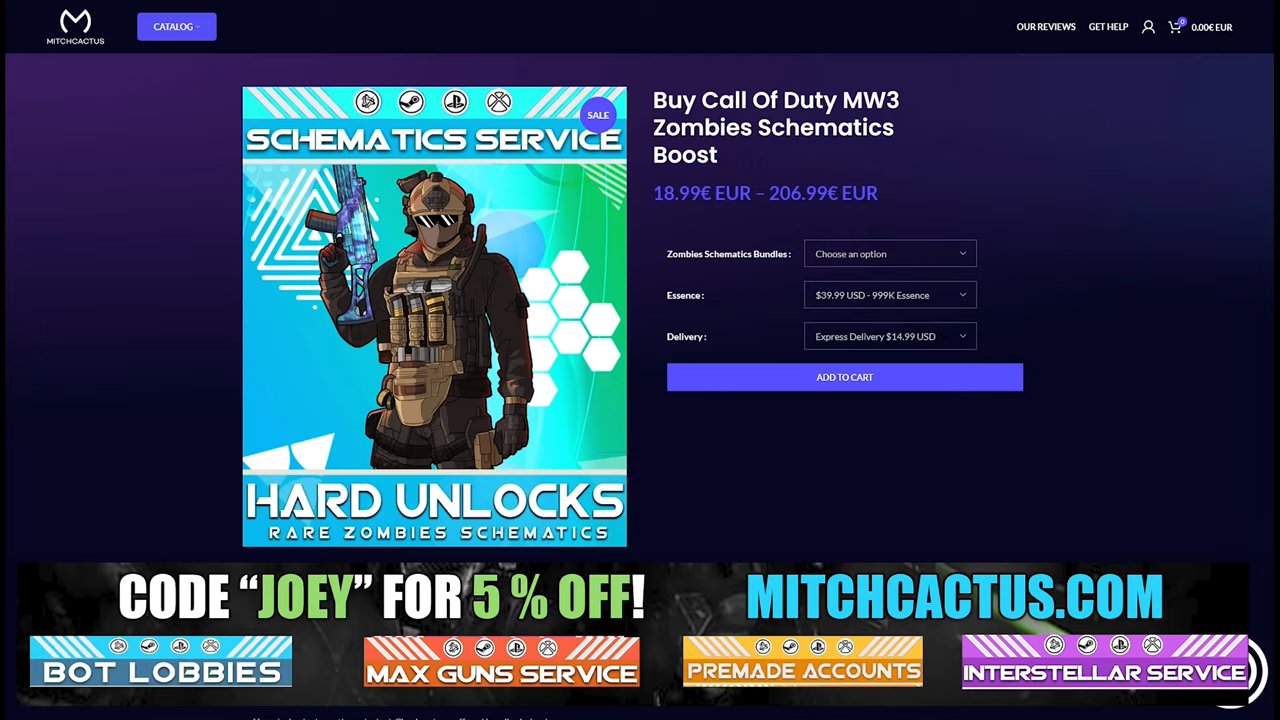 MITCHCACTUS
CATALOG
OUR REVIEWS
GET HELP
0
0.00€ EUR
SALE
SCHEMATICS SERVICE
HARD UNLOCKS
RARE ZOMBIES SCHEMATICS
Buy Call Of Duty MW3
Zombies Schematics
Boost
18.99€ EUR – 206.99€ EUR
Zombies Schematics Bundles :
Choose an option
Essence :
$39.99 USD - 999K Essence
Delivery :
Express Delivery $14.99 USD
ADD TO CART
CODE “JOEY” FOR 5 % OFF!
MITCHCACTUS.COM
BOT LOBBIES
MAX GUNS SERVICE
PREMADE ACCOUNTS
INTERSTELLAR SERVICE